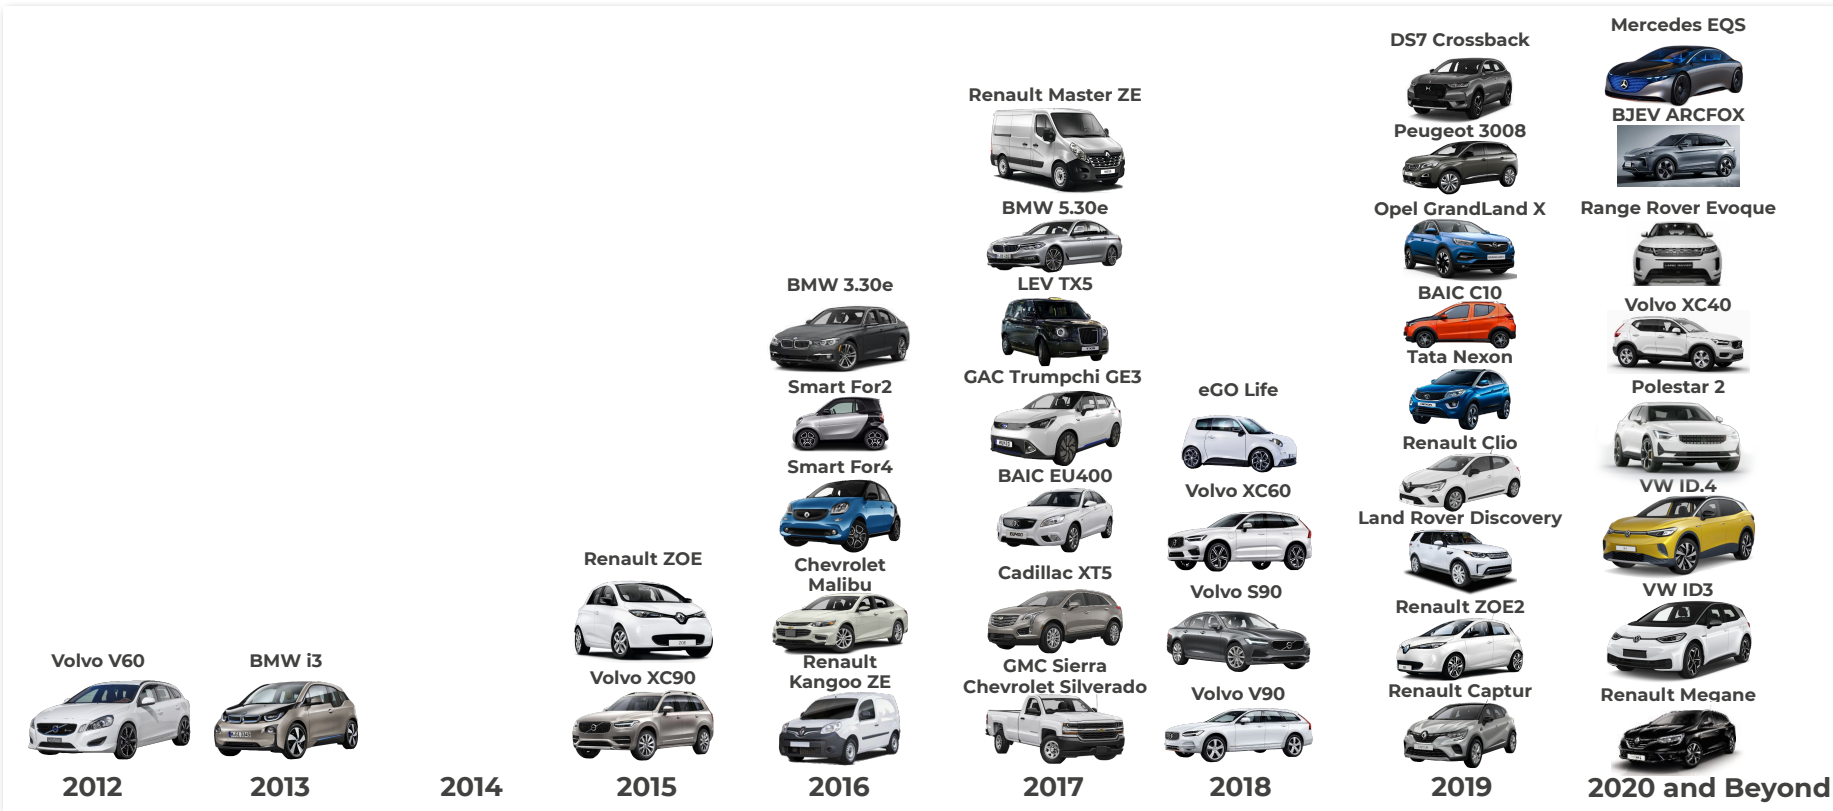 Volvo V60
2012
BMW i3
2013
2014
Renault ZOE
Volvo XC90
2015
BMW 3.30e
Smart For2
Smart For4
Chevrolet
Malibu
Renault
Kangoo ZE
2016
Renault Master ZE
BMW 5.30e
LEV TX5
GAC Trumpchi GE3
BAIC EU400
Cadillac XT5
GMC Sierra
Chevrolet Silverado
2017
eGO Life
Volvo XC60
Volvo S90
Volvo V90
2018
DS7 Crossback
Peugeot 3008
Opel GrandLand X
BAIC C10
Tata Nexon
Renault Clio
Land Rover Discovery
Renault ZOE2
Renault Captur
2019
Mercedes EQS
BJEV ARCFOX
Range Rover Evoque
Volvo XC40
Polestar 2
VW ID.4
VW ID3
Renault Megane
2020 and Beyond